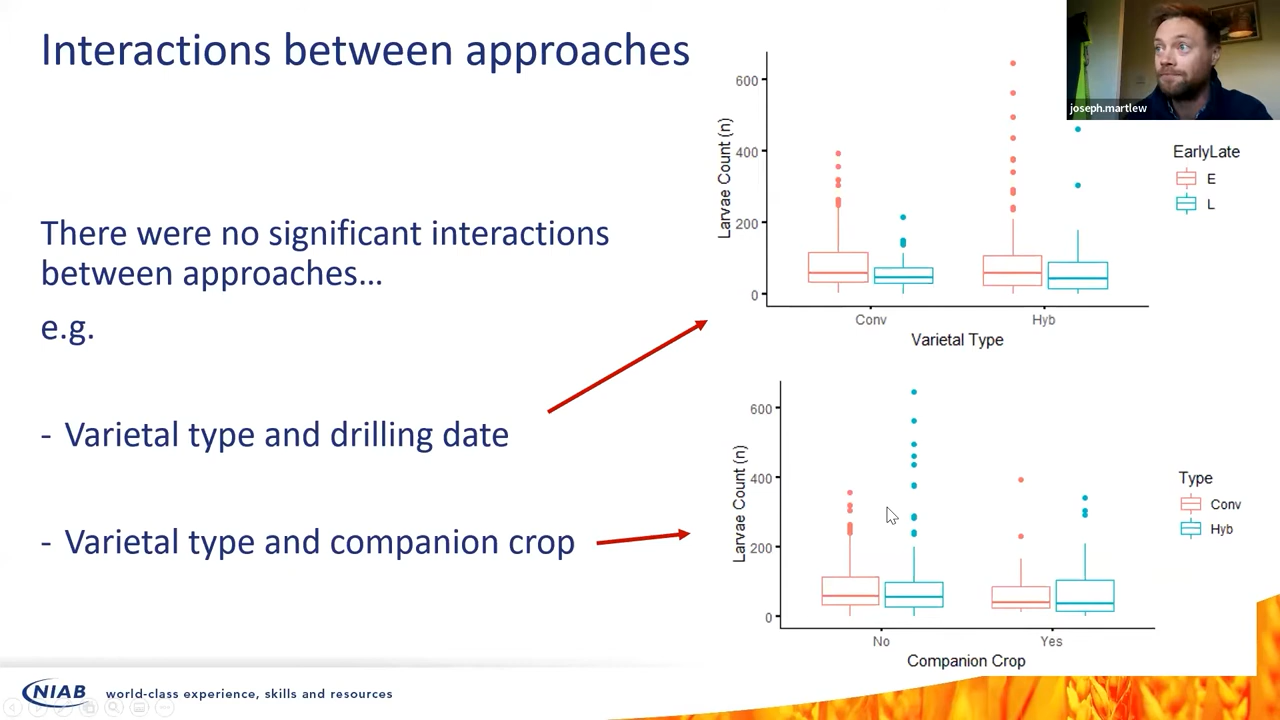 Interactions between approaches
joseph.martlew
There were no significant interactions
between approaches...
e.g.
- Varietal type and drilling date
- Varietal type and companion crop
Larvae Count (n)
600
400
200
0
Conv
Hyb
Varietal Type
EarlyLate
E
L
Larvae Count (n)
600
400
200
0
No
Yes
Companion Crop
Type
Conv
Hyb
NIAB
world-class experience, skills and resources